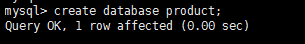 mysql> create database product;
Query OK, 1 row affected (0.00 sec)